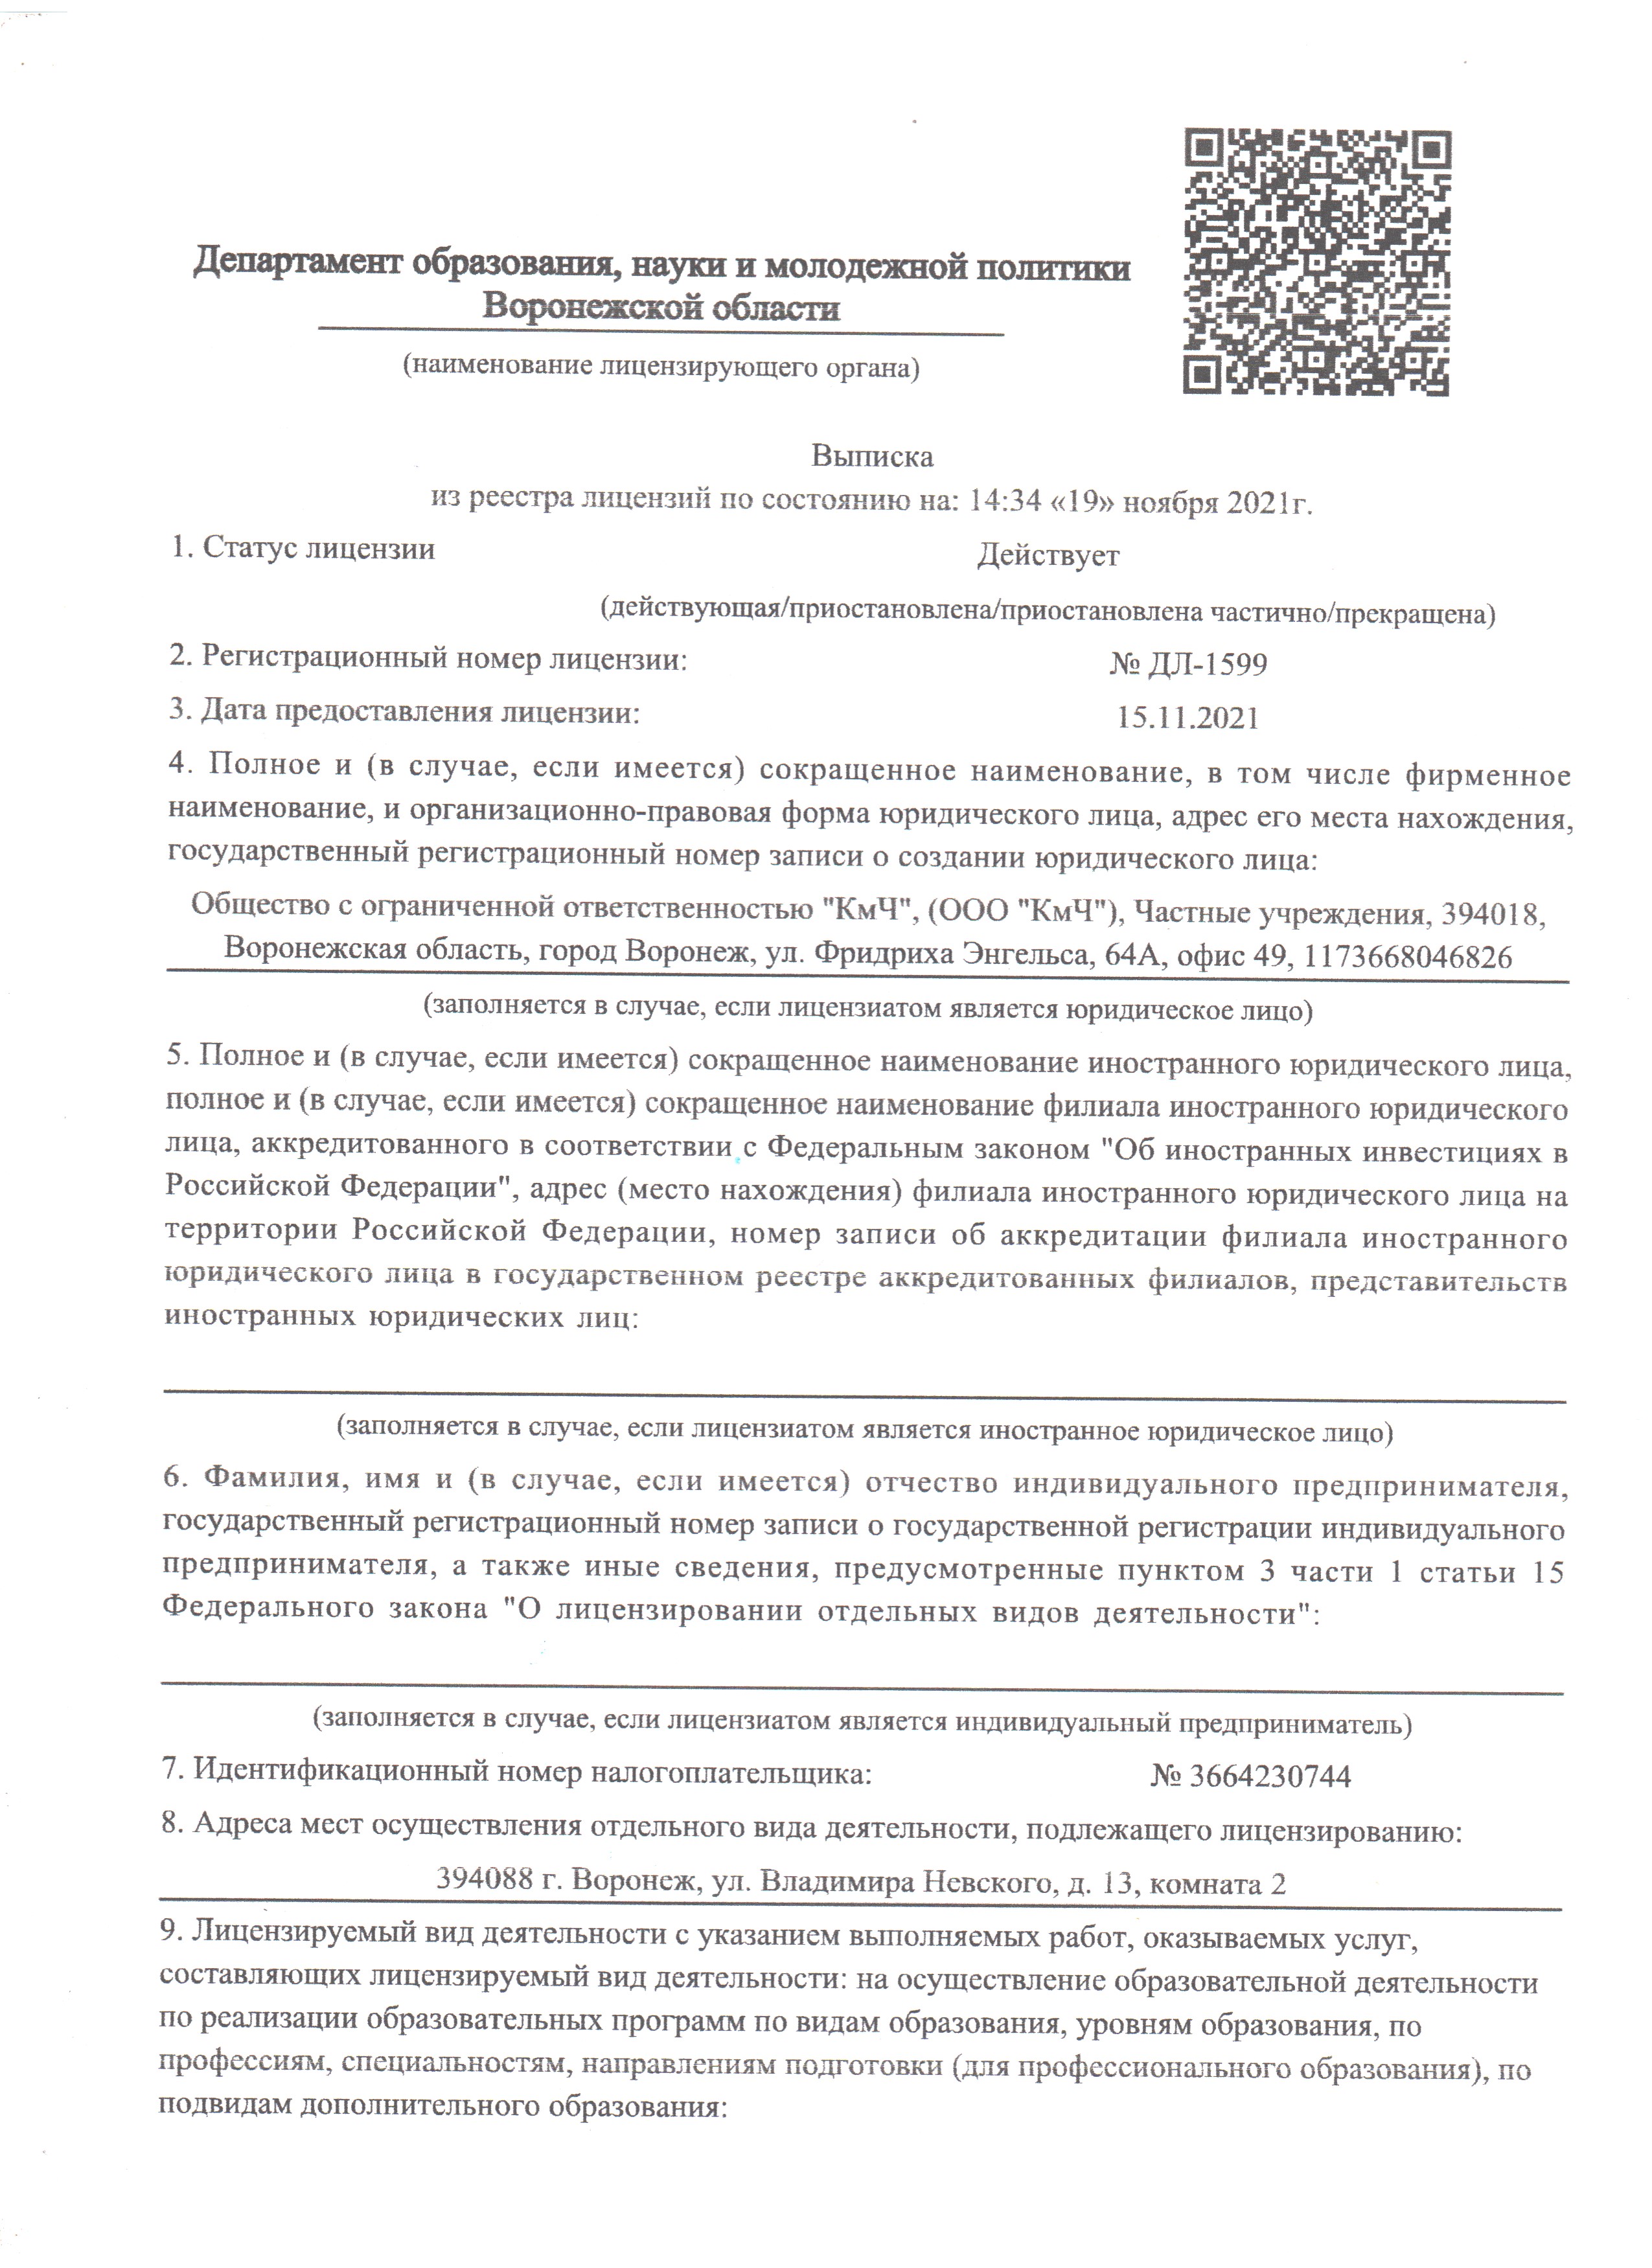 Департамент образования, науки и молодежной политики
Воронежской области
(наименование лицензирующего органа)
Выписка
из реестра лицензий по состоянию на: 14:34 «19» ноября 2021г.
1. Статус лицензии Действует
(действующая/приостановлена/приостановлена частично/прекращена)
2. Регистрационный номер лицензии: № ДЛ-1599
3. Дата предоставления лицензии: 15.11.2021
4. Полное и (в случае, если имеется) сокращенное наименование, в том числе фирменное
наименование, и организационно-правовая форма юридического лица, адрес его места нахождения,
государственный регистрационный номер записи о создании юридического лица:
Общество с ограниченной ответственностью "КмЧ", (ООО "КмЧ"), Частные учреждения, 394018,
Воронежская область, город Воронеж, ул. Фридриха Энгельса, 64А, офис 49, 1173668046826
(заполняется в случае, если лицензиатом является юридическое лицо)
5. Полное и (в случае, если имеется) сокращенное наименование иностранного юридического лица,
полное и (в случае, если имеется) сокращенное наименование филиала иностранного юридического
лица, аккредитованного в соответствии с Федеральным законом "Об иностранных инвестициях в
Российской Федерации", адрес (место нахождения) филиала иностранного юридического лица на
территории Российской Федерации, номер записи об аккредитации филиала иностранного
юридического лица в государственном реестре аккредитованных филиалов, представительств
иностранных юридических лиц:
(заполняется в случае, если лицензиатом является иностранное юридическое лицо)
6. Фамилия, имя и (в случае, если имеется) отчество индивидуального предпринимателя,
государственный регистрационный номер записи о государственной регистрации индивидуального
предпринимателя, а также иные сведения, предусмотренные пунктом 3 части 1 статьи 15
Федерального закона "О лицензировании отдельных видов деятельности":
(заполняется в случае, если лицензиатом является индивидуальный предприниматель)
7. Идентификационный номер налогоплательщика: № 3664230744
8. Адреса мест осуществления отдельного вида деятельности, подлежащего лицензированию:
394088 г. Воронеж, ул. Владимира Невского, д. 13, комната 2
9. Лицензируемый вид деятельности с указанием выполняемых работ, оказываемых услуг,
составляющих лицензируемый вид деятельности: на осуществление образовательной деятельности
по реализации образовательных программ по видам образования, уровням образования, по
профессиям, специальностям, направлениям подготовки (для профессионального образования), по
подвидам дополнительного образования: